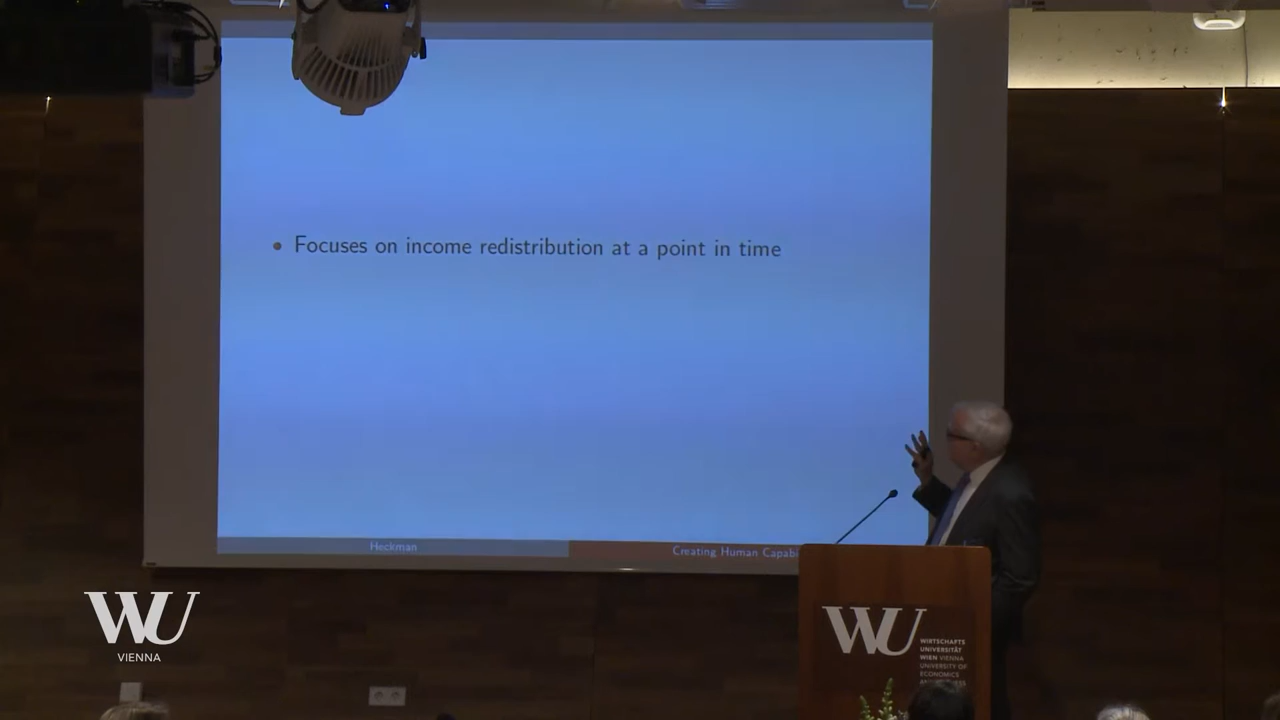 • Focuses on income redistribution at a point in time
Heckman
Creating Human Capabi
WU
VIENNA
WU
WIRTSCHAFTS
UNIVERSITÄT
WIEN VIENNA
UNIVERSITY OF
ECONOMICS